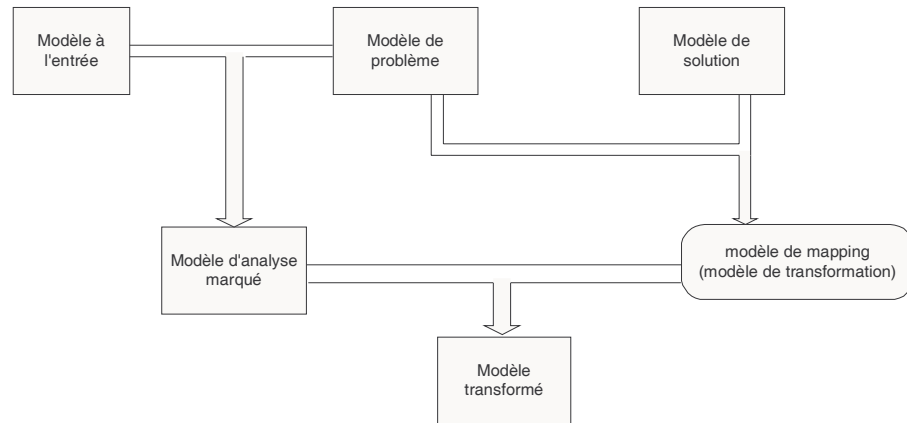 Modèle à
l'entrée
Modèle de
problème
Modèle de
solution
Modèle d'analyse
marqué
modèle de mapping
(modèle de transformation)
Modèle
transformé